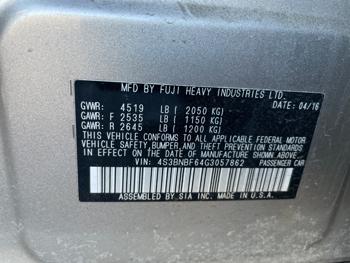 MFD BY FUJI HEAVY INDUSTRIES LTD.
GVWR: 4519 LB ( 2050 KG) DATE: 04/16
GAWR: F 2535 LB ( 1150 KG)
GAWR: R 2645 LB ( 1200 KG)
THIS VEHICLE CONFORMS TO ALL APPLICABLE FEDERAL MOTOR
VEHICLE SAFETY, BUMPER, AND THEFT PREVENTION STANDARDS
IN EFFECT ON THE DATE OF MANUFACTURE SHOWN ABOVE.
VIN: 4S3BNBF64G3057862 PASSENGER CAR
ASSEMBLED BY SIA INC. MADE IN U.S.A.